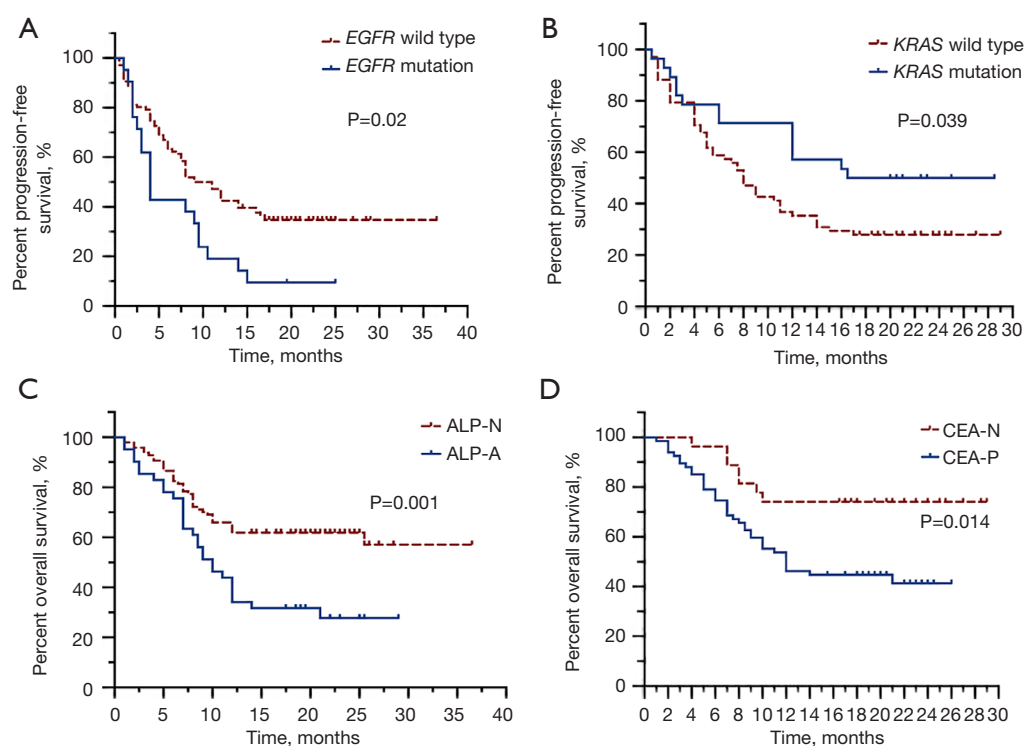 A
EGFR wild type
EGFR mutation
P=0.02
Percent progression-free
survival, %
100
80
60
40
20
0
0 5 10 15 20 25 30 35 40
Time, months
B
KRAS wild type
KRAS mutation
P=0.039
Percent progression-free
survival, %
100
80
60
40
20
0
0 2 4 6 8 10 12 14 16 18 20 22 24 26 28 30
Time, months
C
ALP-N
ALP-A
P=0.001
Percent overall survival, %
100
80
60
40
20
0
0 5 10 15 20 25 30 35 40
Time, months
D
CEA-N
CEA-P
P=0.014
Percent overall survival, %
100
80
60
40
20
0
0 2 4 6 8 10 12 14 16 18 20 22 24 26 28 30
Time, months